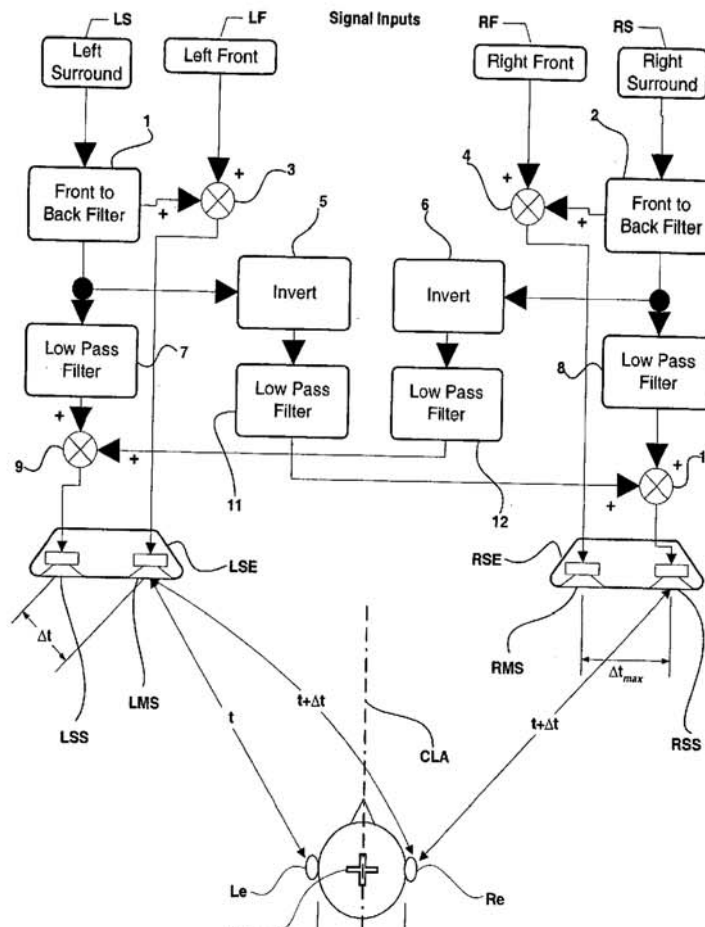 LS
LF
Signal Inputs
RF
RS
Left
Surround
Left Front
Right Front
Right
Surround
1
2
Front to
Back Filter
+
+
3
4
+
+
Front to
Back Filter
5
6
Invert
Invert
Low Pass
Filter
7
Low Pass
Filter
11
Low Pass
Filter
12
8
Low Pass
Filter
+
9
+
+
+
LSE
RSE
Δt
LSS
LMS
t
t+Δt
CLA
t+Δt
RMS
Δtmax
RSS
Le
Re